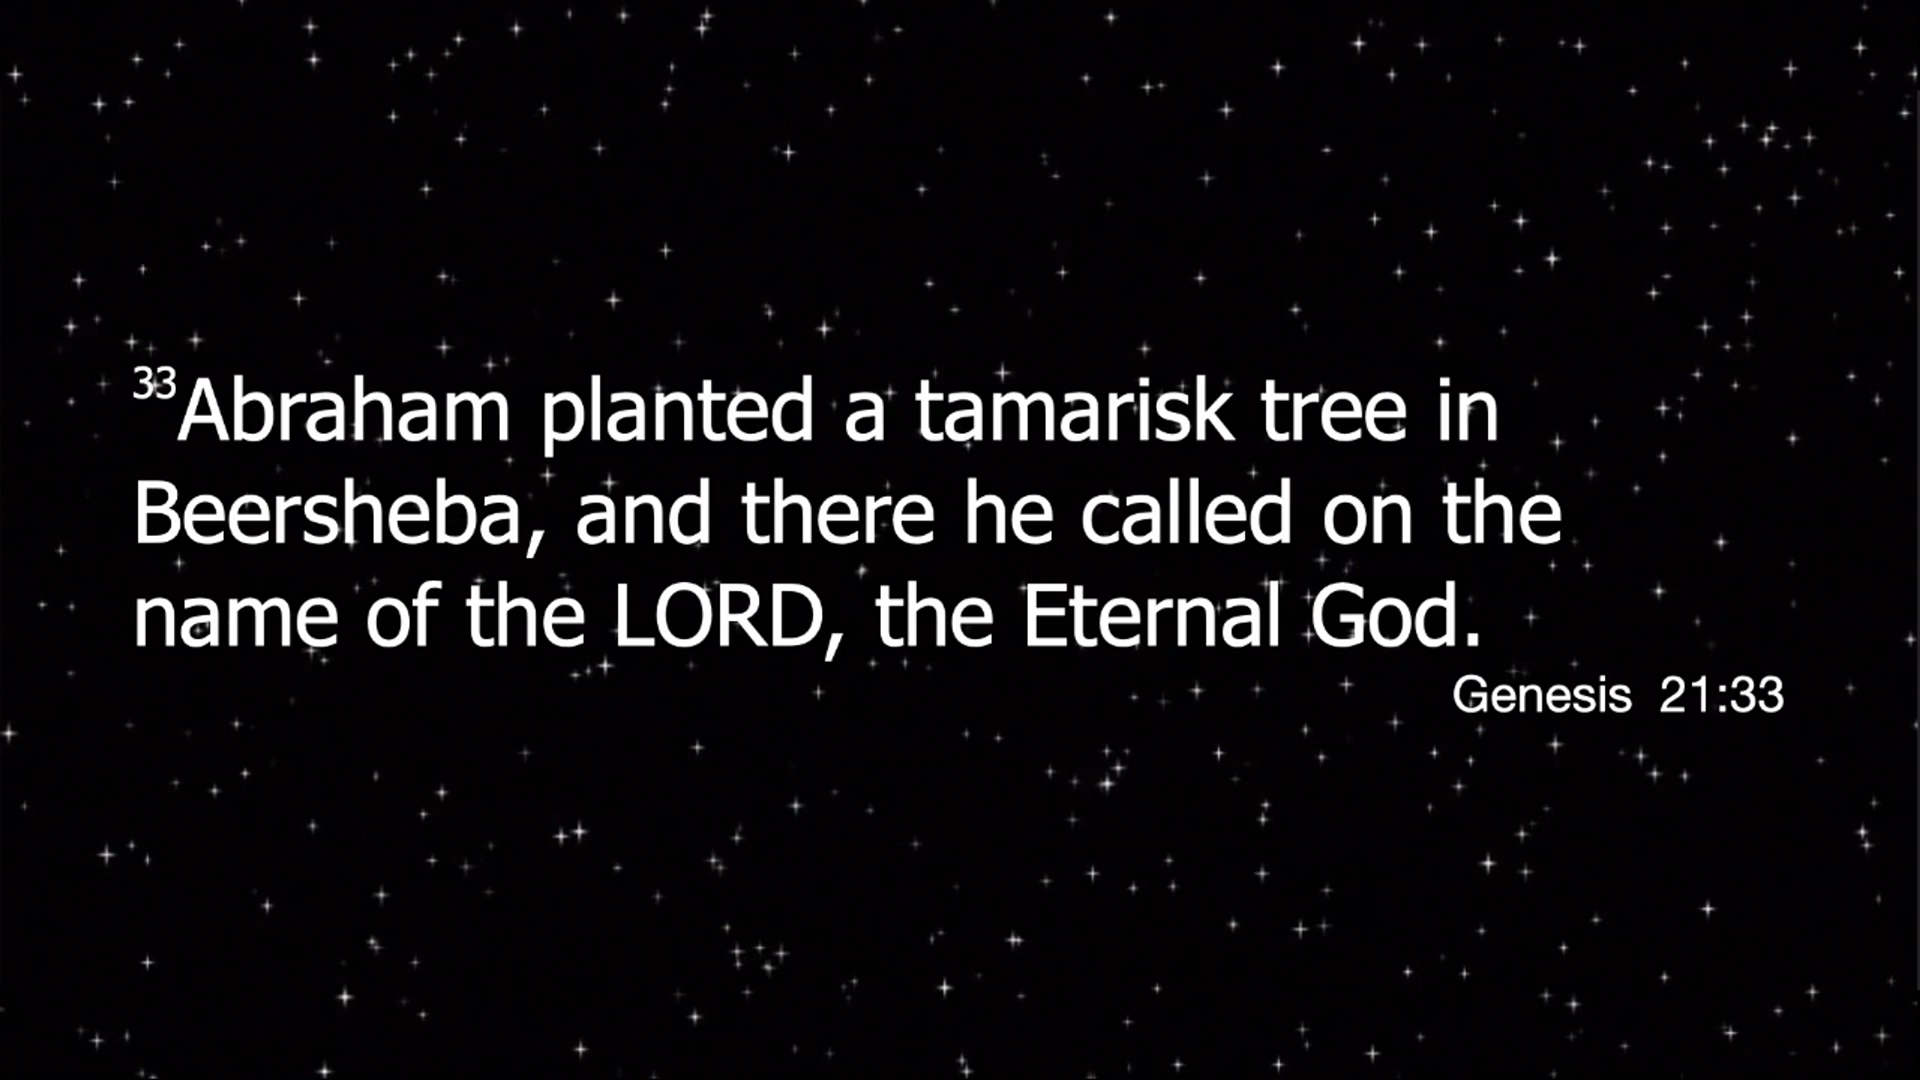 33Abraham planted a tamarisk tree in
Beersheba, and there he called on the
name of the LORD, the Eternal God.
Genesis 21:33